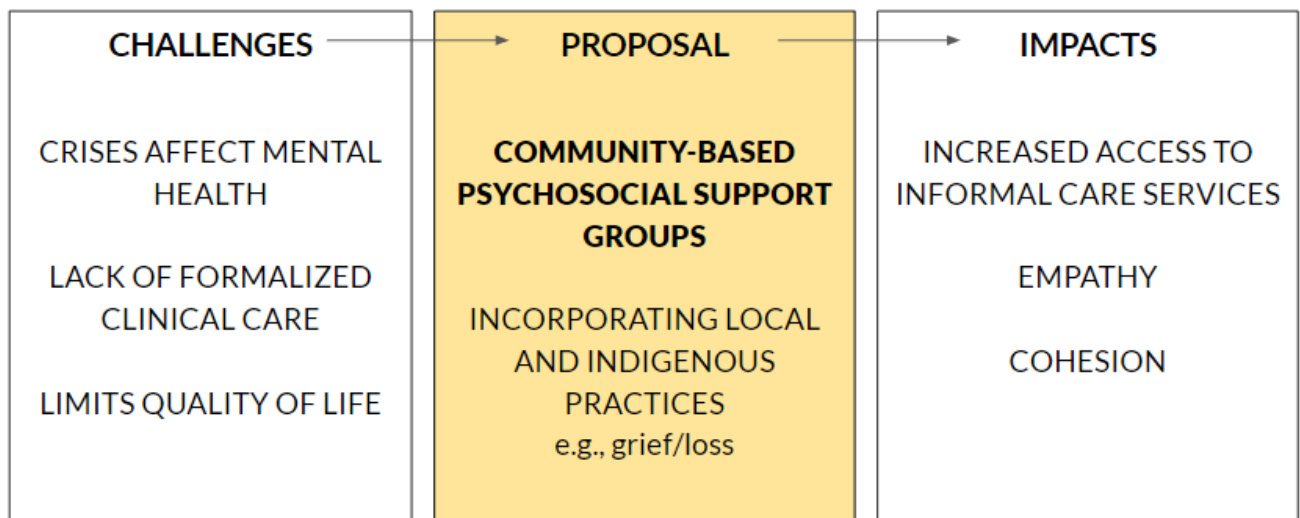 CHALLENGES
CRISES AFFECT MENTAL
HEALTH
LACK OF FORMALIZED
CLINICAL CARE
LIMITS QUALITY OF LIFE
PROPOSAL
COMMUNITY-BASED
PSYCHOSOCIAL SUPPORT
GROUPS
INCORPORATING LOCAL
AND INDIGENOUS
PRACTICES
e.g., grief/loss
IMPACTS
INCREASED ACCESS TO
INFORMAL CARE SERVICES
EMPATHY
COHESION